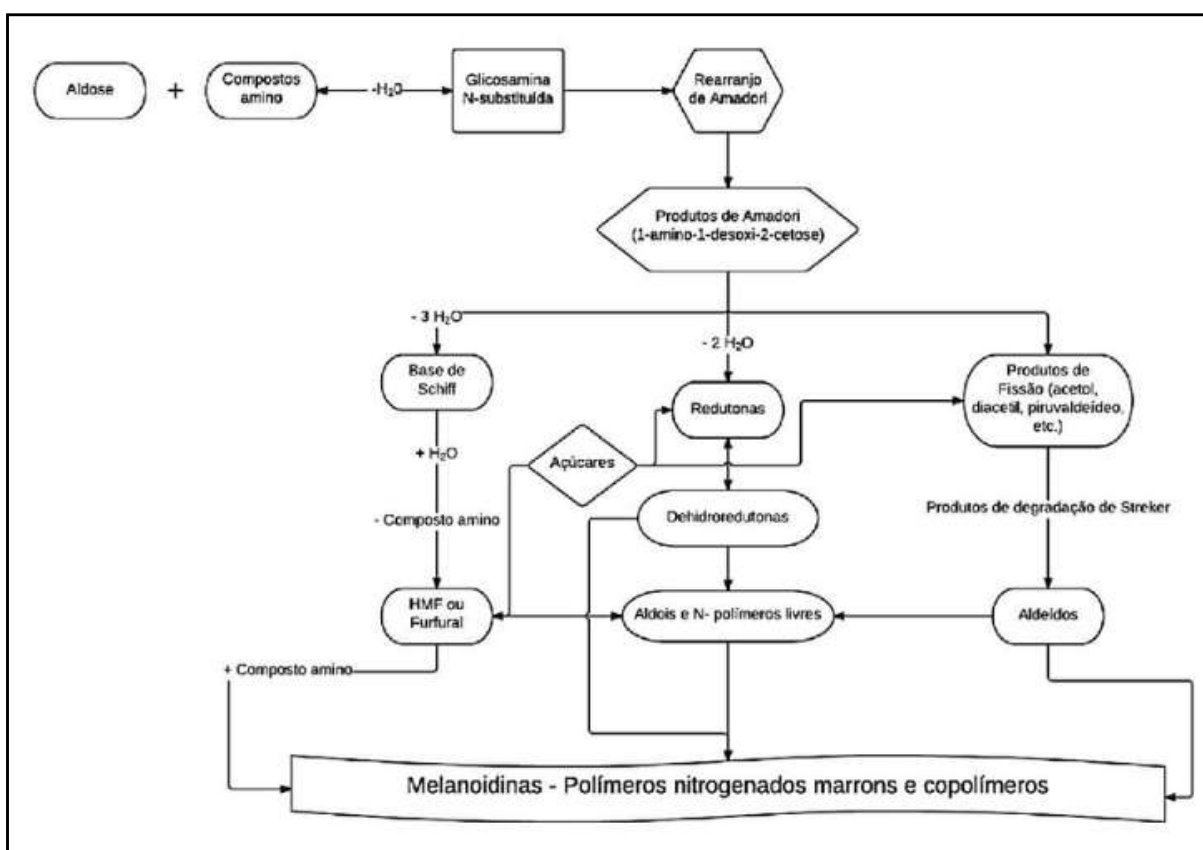 Aldose
+
Compostos
amino
-H₂0
Glicosamina
N-substituída
Rearranjo
de Amadori
Produtos de Amadori
(1-amino-1-desoxi-2-cetose)
- 3 H₂O
- 2 H₂O
Base de
Schiff
Redutonas
Produtos de
Fissão (acetol,
diacetil, piruvaldeídeo,
etc.)
+ H₂O
Açúcares
- Composto amino
Dehidroredutonas
Produtos de degradação de Streker
HMF ou
Furfural
Aldois e N- polímeros livres
Aldeídos
+ Composto amino
Melanoidinas - Polímeros nitrogenados marrons e copolímeros